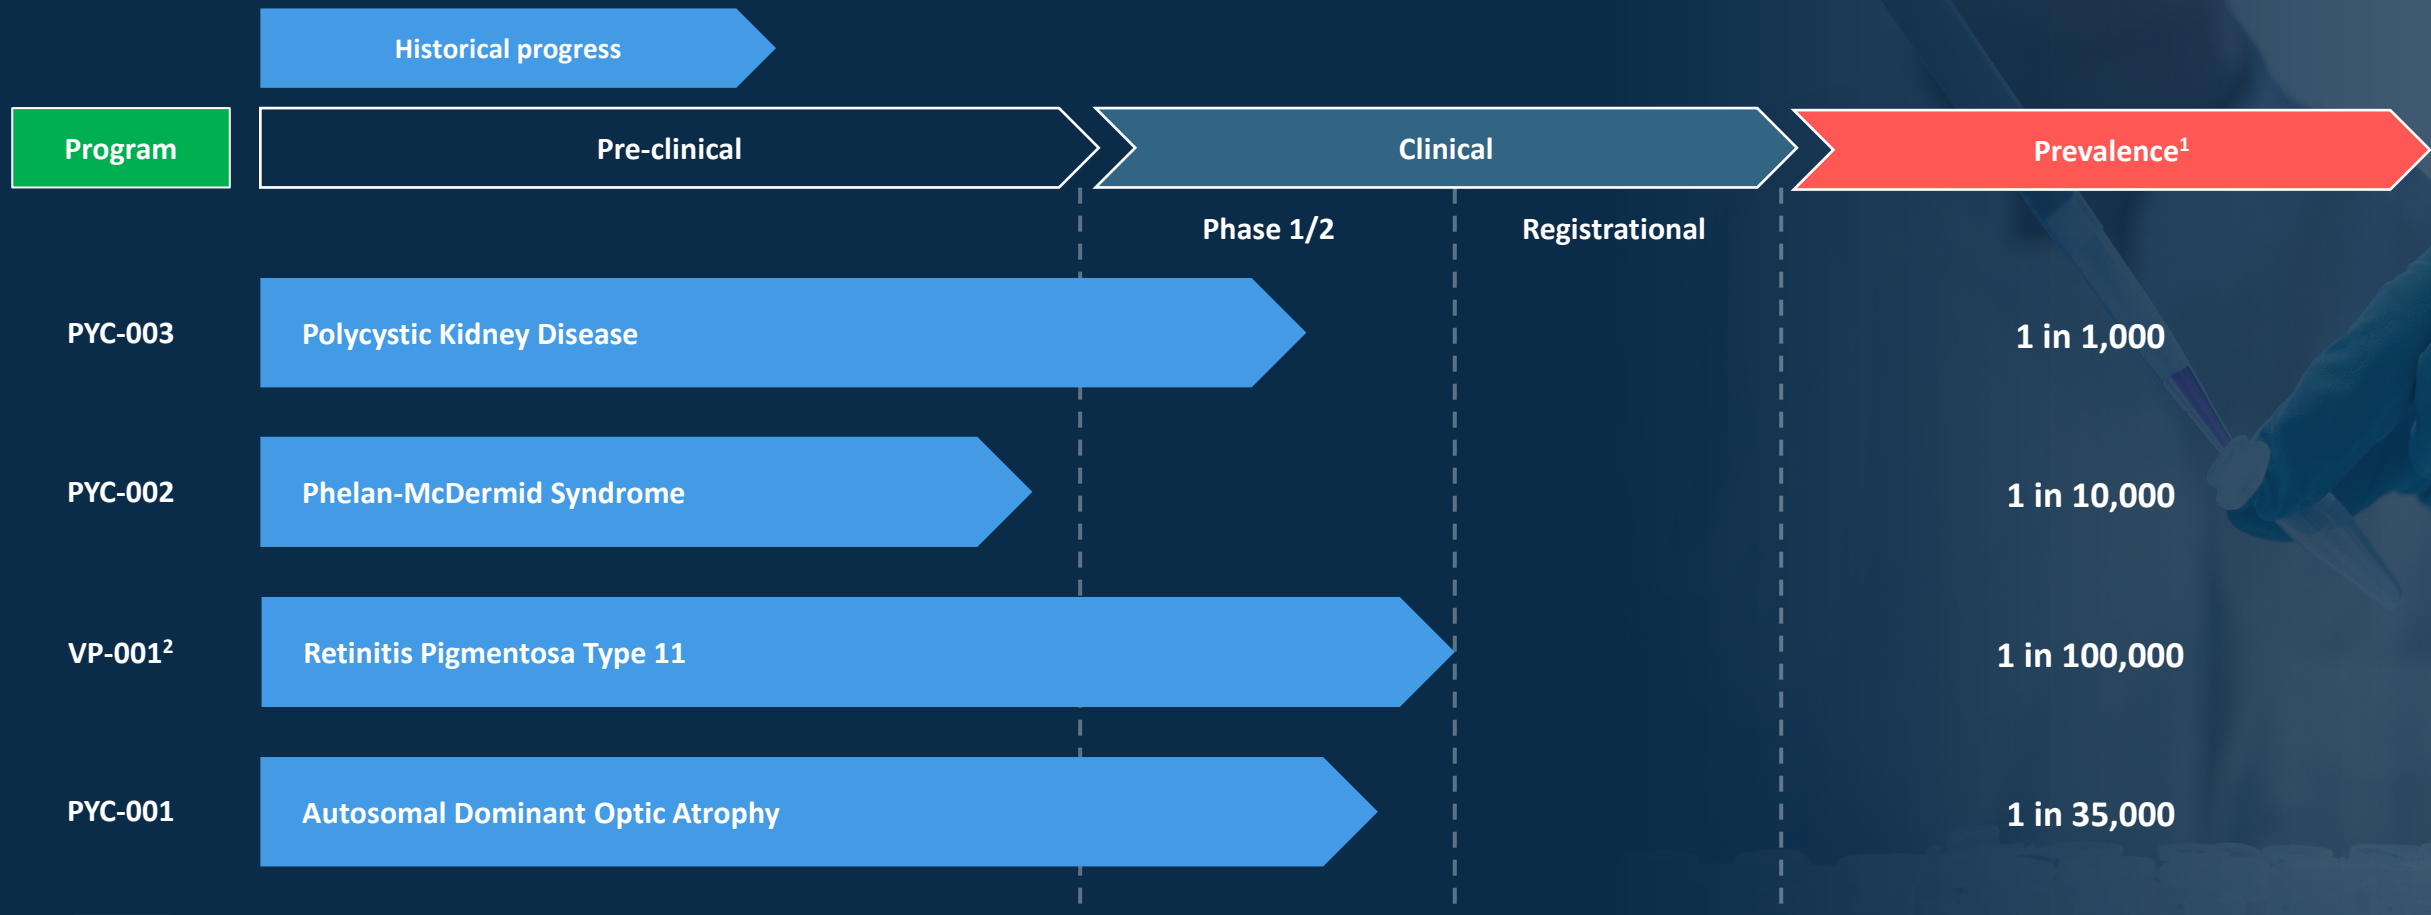 Historical progress
Program
Pre-clinical
Clinical
Prevalence¹
Phase 1/2
Registrational
PYC-003
Polycystic Kidney Disease
1 in 1,000
PYC-002
Phelan-McDermid Syndrome
1 in 10,000
VP-001²
Retinitis Pigmentosa Type 11
1 in 100,000
PYC-001
Autosomal Dominant Optic Atrophy
1 in 35,000